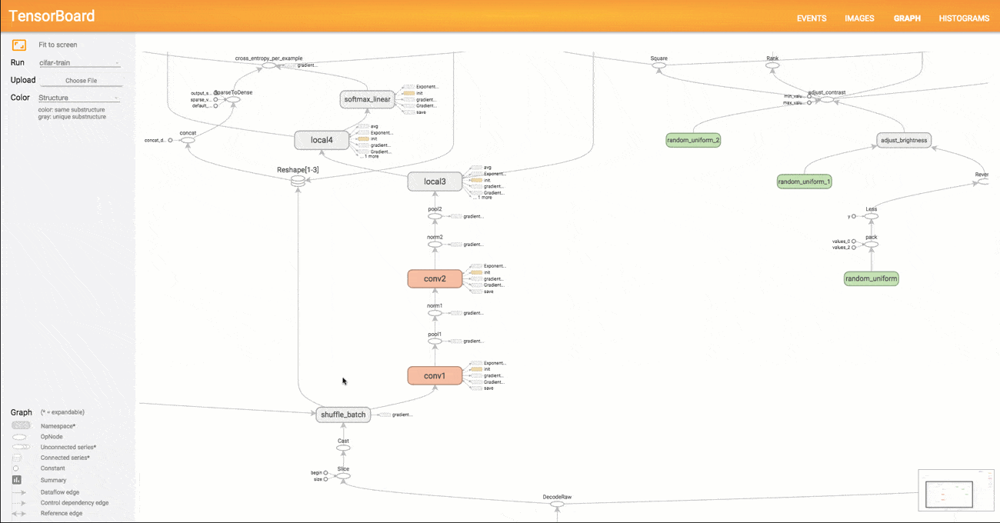 TensorBoard
EVENTS
IMAGES
GRAPH
HISTOGRAMS
Fit to screen
Run
cifar-train
Upload
Choose File
Color
Structure
color: same substructure
gray: unique substructure
cross_entropy_per_example
gradient...
output_s...
sparse_v...
default_...
SparseToDense
softmax_linear
Exponent...
init
gradient...
Gradient...
save
concat
concat_d...
local4
avg
Exponent...
init
gradient...
Gradient...
... 1 more
Reshape[1-3]
local3
avg
Exponent...
init
gradient...
Gradient...
... 1 more
pool2
gradient...
norm2
gradient...
conv2
Exponent...
init
gradient...
Gradient...
save
norm1
gradient...
pool1
gradient...
conv1
Exponent...
init
gradient...
Gradient...
save
shuffle_batch
gradient...
Cast
Slice
begin
size
DecodeRaw
Square
Rank
adjust_contrast
min_valu...
max_valu...
random_uniform_2
adjust_brightness
random_uniform_1
Rever
Less
y
pack
values_0
values_2
random_uniform
Graph
(* = expandable)
Namespace*
OpNode
Unconnected series*
Connected series*
Constant
Summary
Dataflow edge
Control dependency edge
Reference edge